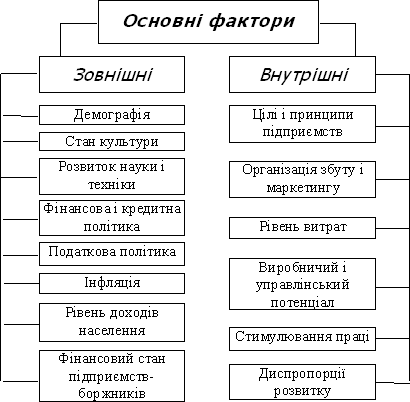 Основні фактори
Зовнішні
Демографія
Стан культури
Розвиток науки і
техніки
Фінансова і кредитна
політика
Податкова політика
Інфляція
Рівень доходів
населення
Фінансовий стан
підприємств-
боржників
Внутрішні
Цілі і принципи
підприємств
Організація збуту і
маркетингу
Рівень витрат
Виробничий і
управлінський
потенціал
Стимулювання праці
Диспропорції
розвитку